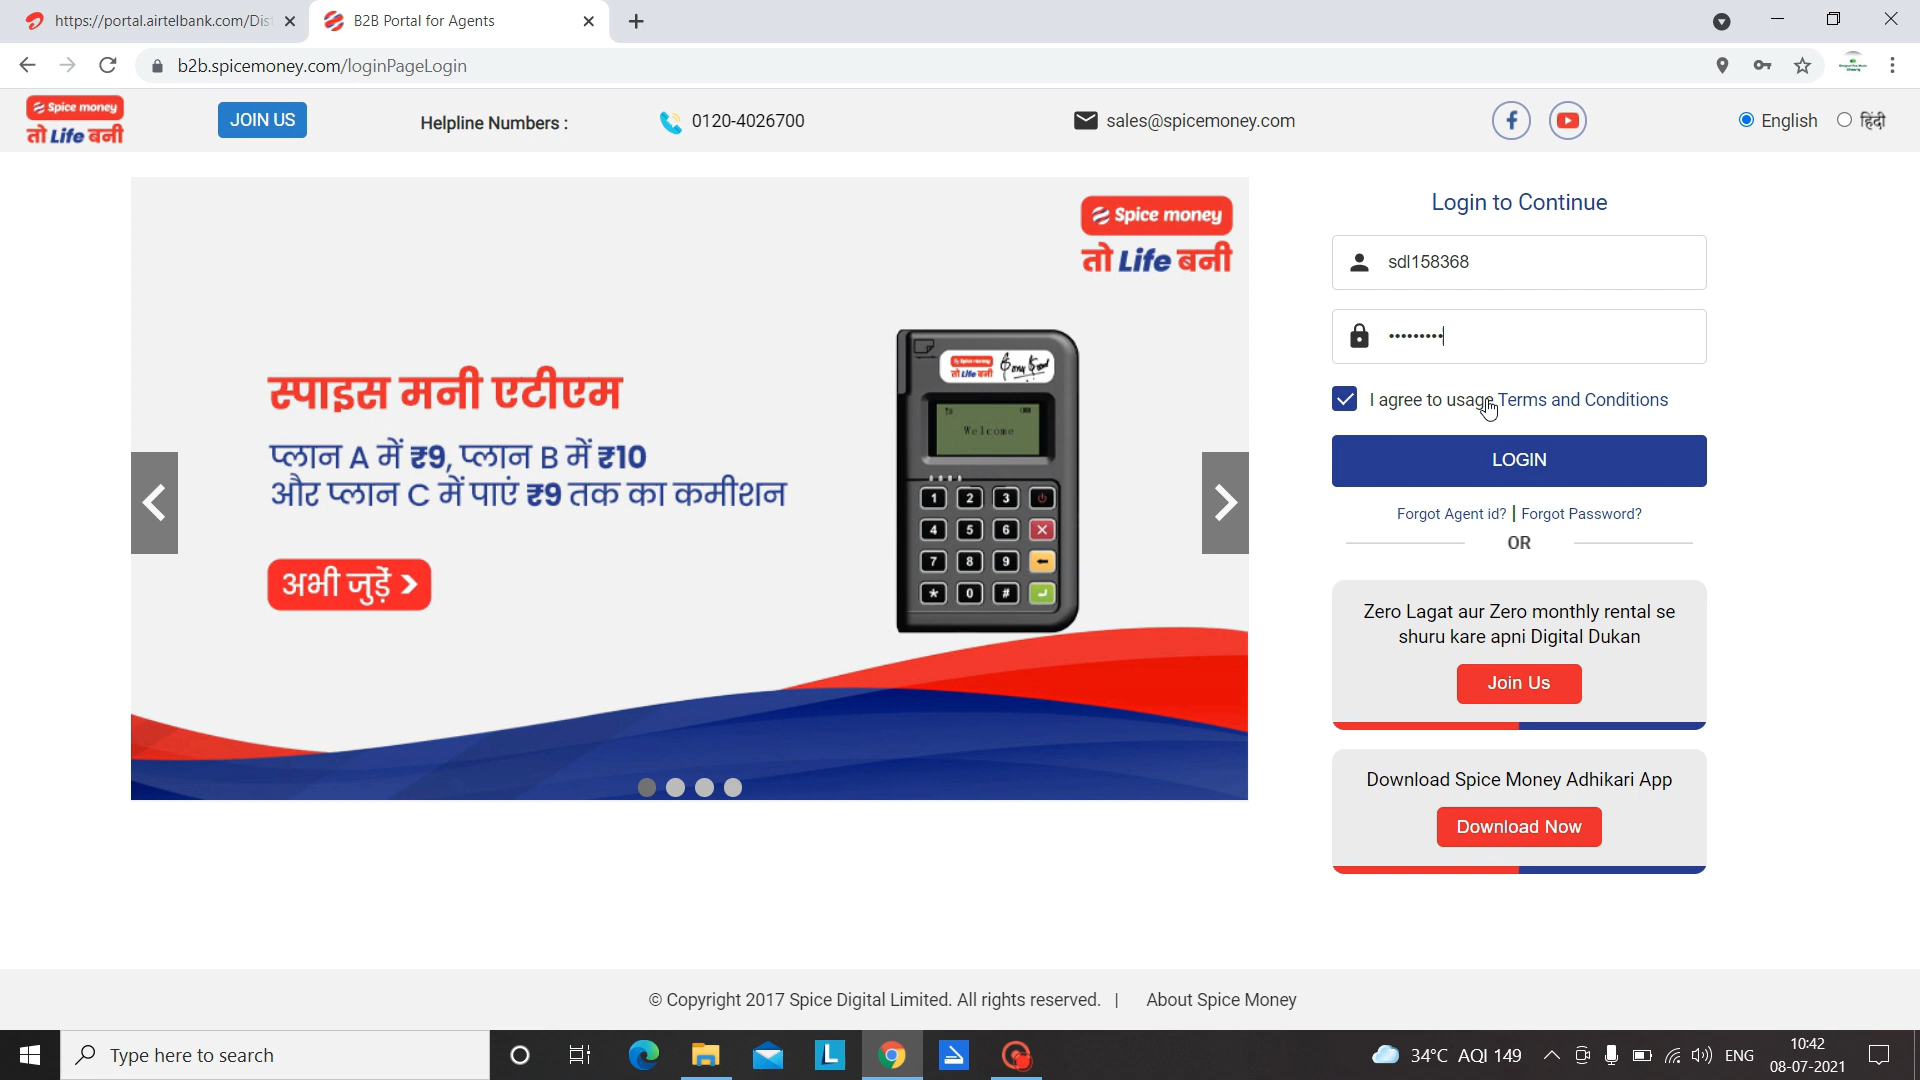 https://portal.airtelbank.com/Dis
B2B Portal for Agents
b2b.spicemoney.com/loginPageLogin
Spice money
तो Life बनी
JOIN US
Helpline Numbers :
0120-4026700
sales@spicemoney.com
English
हिंदी
Spice money
तो Life बनी
स्पाइस मनी एटीएम
प्लान A में ₹9, प्लान B में ₹10
और प्लान C में पाएं ₹9 तक का कमीशन
अभी जुड़ें >
Spice money
तो Life बनी
Welcome
1 2 3
4 5 6
7 8 9
* 0 #
Login to Continue
sdl158368
I agree to usage Terms and Conditions
LOGIN
Forgot Agent id? | Forgot Password?
OR
Zero Lagat aur Zero monthly rental se
shuru kare apni Digital Dukan
Join Us
Download Spice Money Adhikari App
Download Now
© Copyright 2017 Spice Digital Limited. All rights reserved. | About Spice Money
Type here to search
L
34°C AQI 149
ENG
10:42
08-07-2021